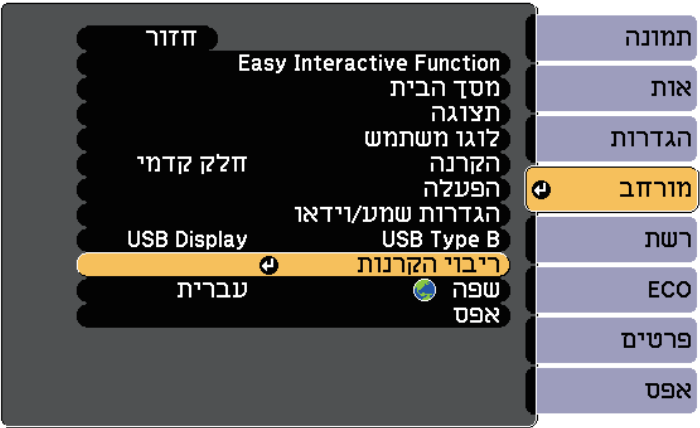 תמונה
אות
הגדרות
מורחב
רשת
ECO
פרטים
אפס
חזור
Easy Interactive Function
מסך הבית
תצוגה
לוגו משתמש
הקרנה חלק קדמי
הפעלה
הגדרות שמע/וידאו
USB Type B USB Display
ריבוי הקרנות
שפה עברית
אפס